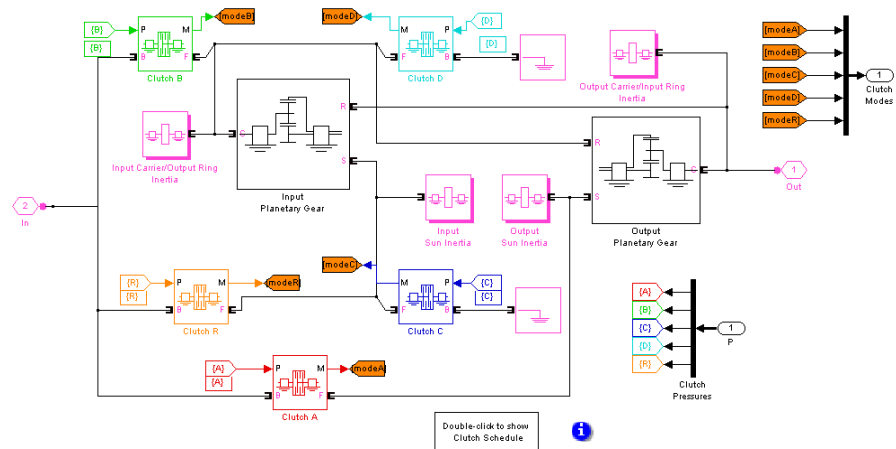 {B}
{B}
P
M
B
F
Clutch B
[modeB]
[modeD]
M
P
F
B
Clutch D
{D}
{D}
Output Carrier/Input Ring
Inertia
[modeA]
[modeB]
[modeC]
[modeD]
[modeR]
1
Clutch
Modes
Input Carrier/Output Ring
Inertia
C
R
S
Input
Planetary Gear
R
S
C
Output
Planetary Gear
1
Out
2
In
Input
Sun Inertia
Output
Sun Inertia
{R}
{R}
P
M
B
F
Clutch R
[modeR]
[modeC]
M
P
F
B
Clutch C
{C}
{C}
{A}
{B}
{C}
{D}
{R}
1
P
Clutch
Pressures
{A}
{A}
P
M
B
F
Clutch A
[modeA]
Double-click to show
Clutch Schedule
i